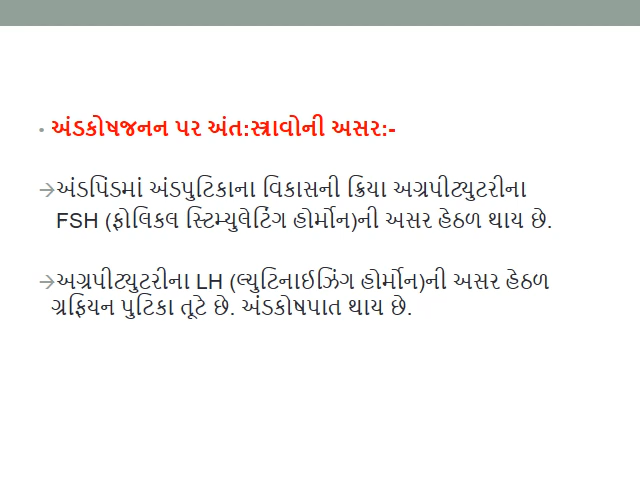 • અંડકોષજનન પર અંત:સ્ત્રાવોની અસર:-
→અંડપિંડમાં અંડપુટિકાના વિકાસની ક્રિયા અગ્રપીટ્યુટરીના
FSH (ફોલિકલ સ્ટિમ્યુલેટિંગ હોર્મોન)ની અસર હેઠળ થાય છે.
→અગ્રપીટ્યુટરીના LH (લ્યુટિનાઈઝિંગ હોર્મોન)ની અસર હેઠળ
ગ્રફિયન પુટિકા તૂટે છે. અંડકોષપાત થાય છે.